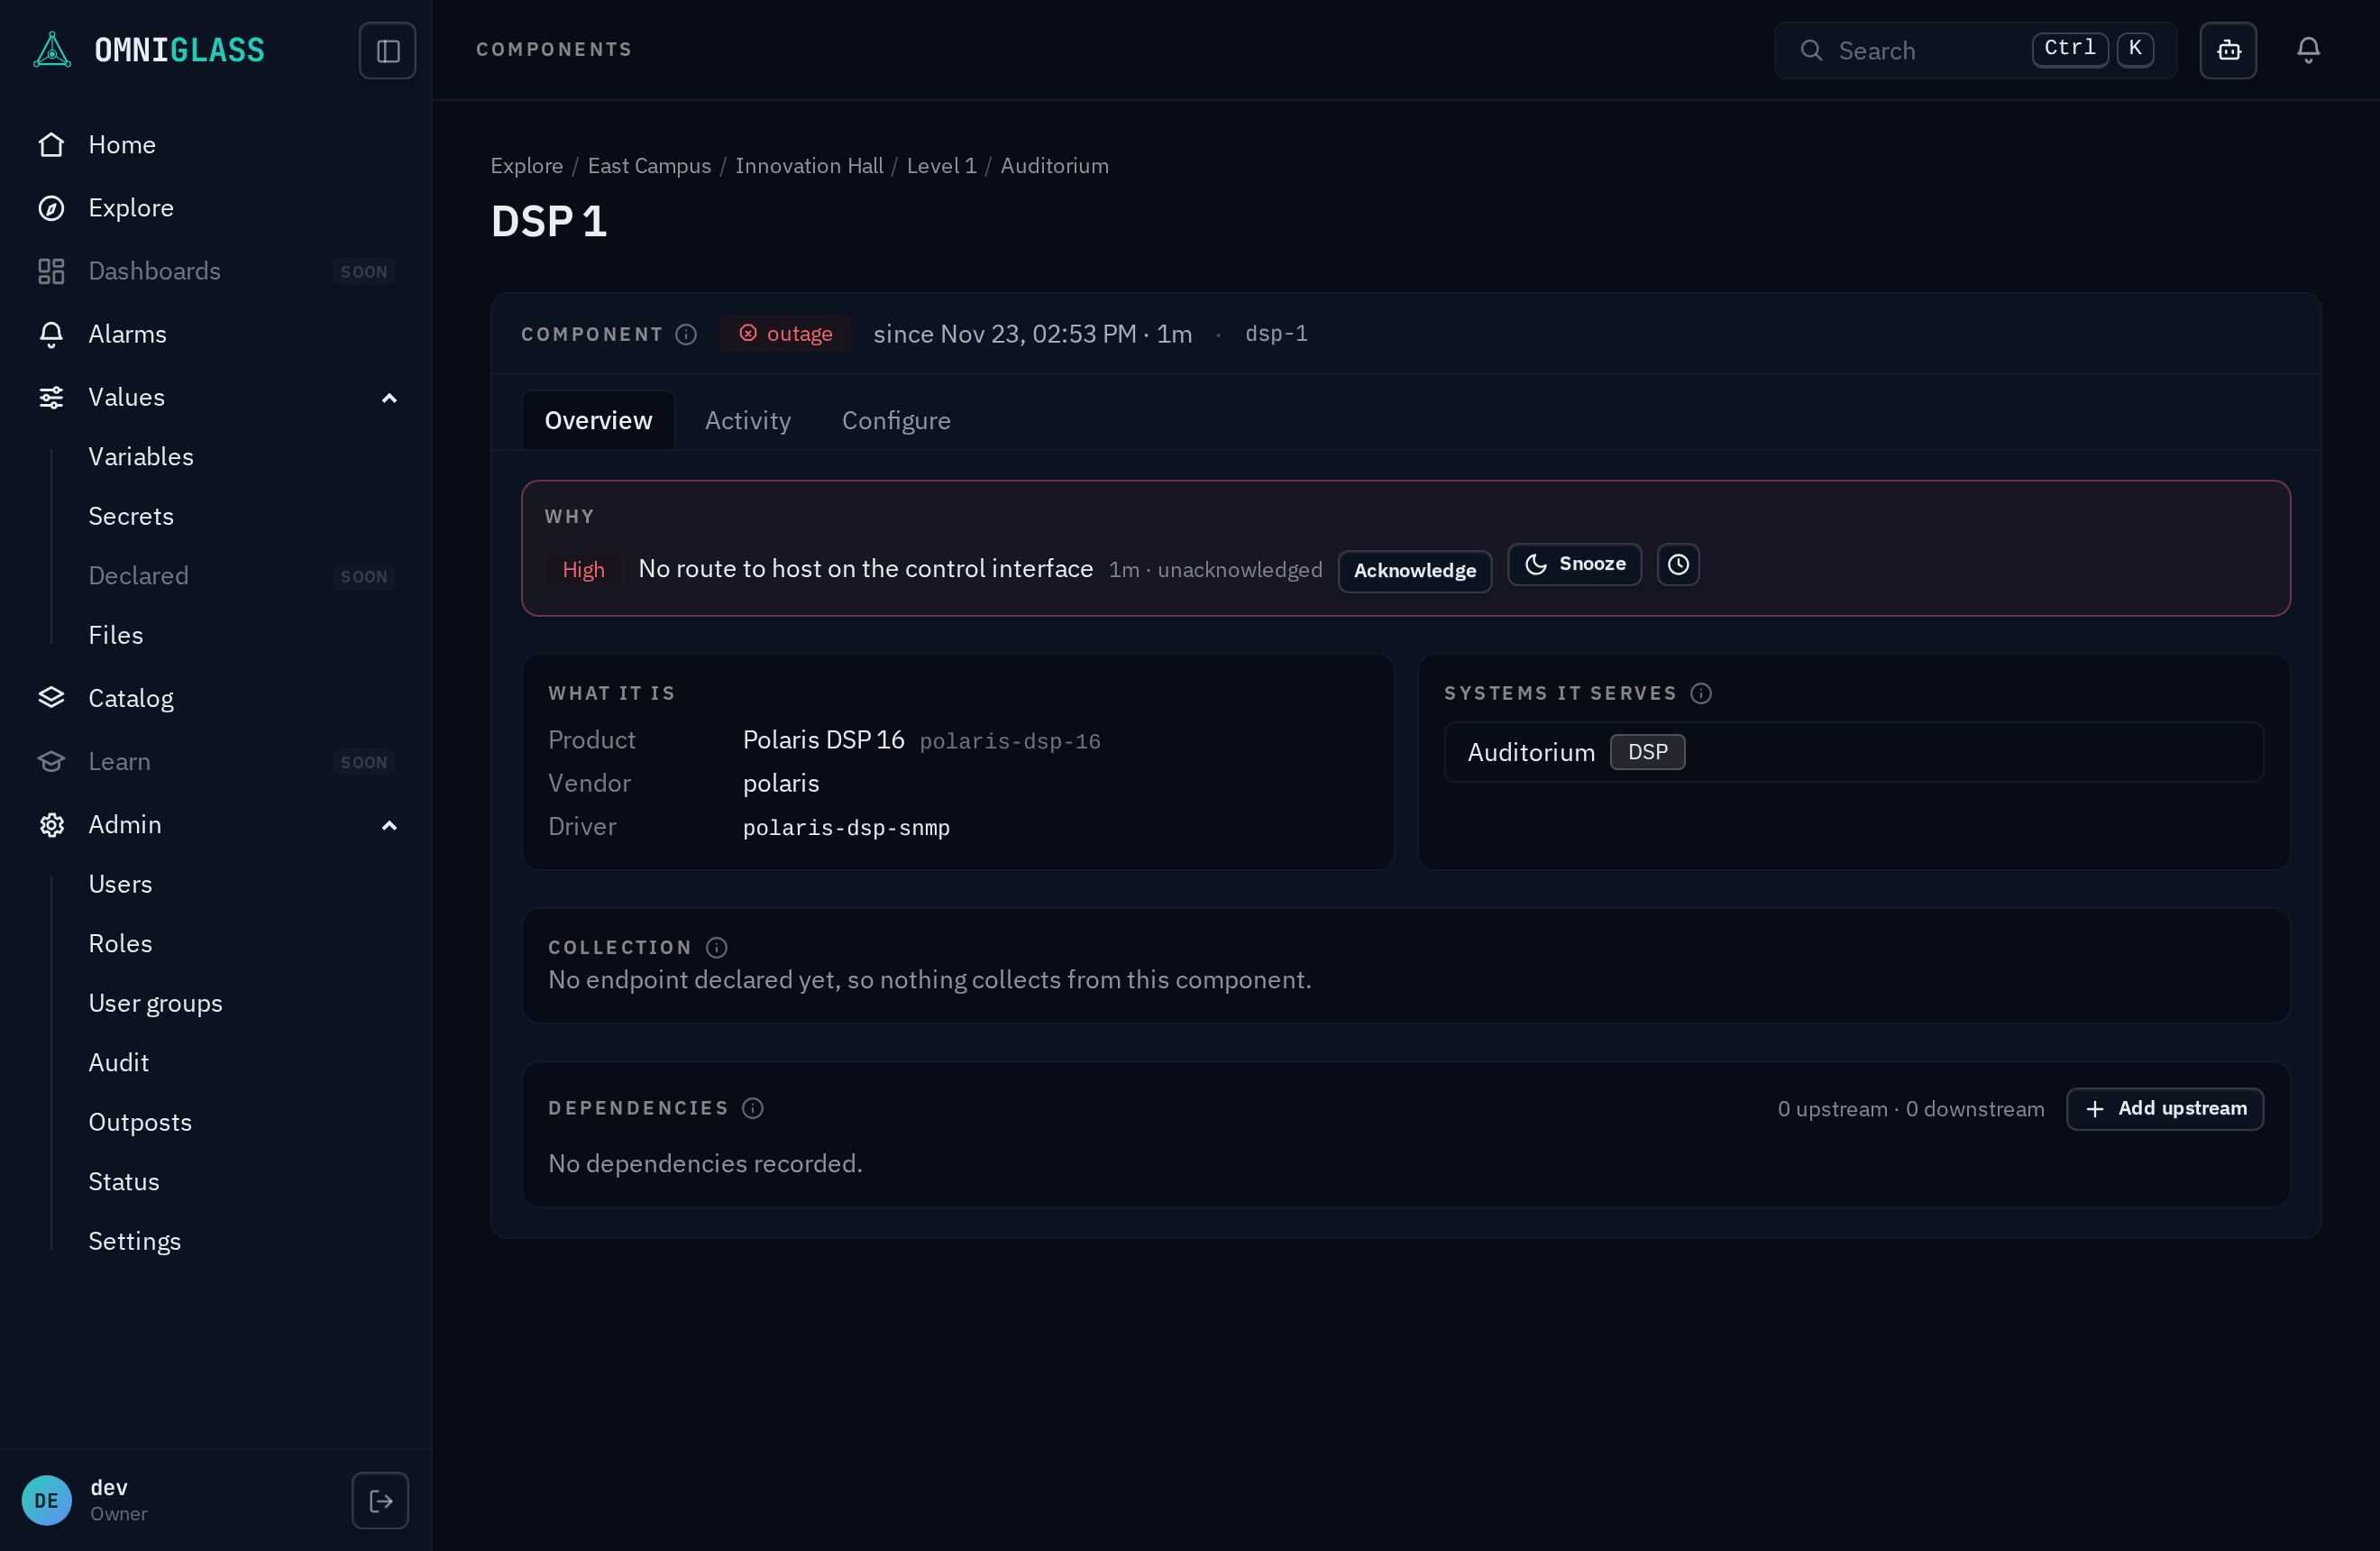 OMNIGLASS
COMPONENTS
Search Ctrl K
Home
Explore
Dashboards SOON
Alarms
Values
Variables
Secrets
Declared SOON
Files
Catalog
Learn SOON
Admin
Users
Roles
User groups
Audit
Outposts
Status
Settings
DE dev
Owner
Explore / East Campus / Innovation Hall / Level 1 / Auditorium
DSP 1
COMPONENT outage since Nov 23, 02:53 PM · 1m · dsp-1
Overview Activity Configure
WHY
High No route to host on the control interface 1m · unacknowledged Acknowledge Snooze
WHAT IT IS
Product Polaris DSP 16 polaris-dsp-16
Vendor polaris
Driver polaris-dsp-snmp
SYSTEMS IT SERVES
Auditorium DSP
COLLECTION
No endpoint declared yet, so nothing collects from this component.
DEPENDENCIES 0 upstream · 0 downstream Add upstream
No dependencies recorded.